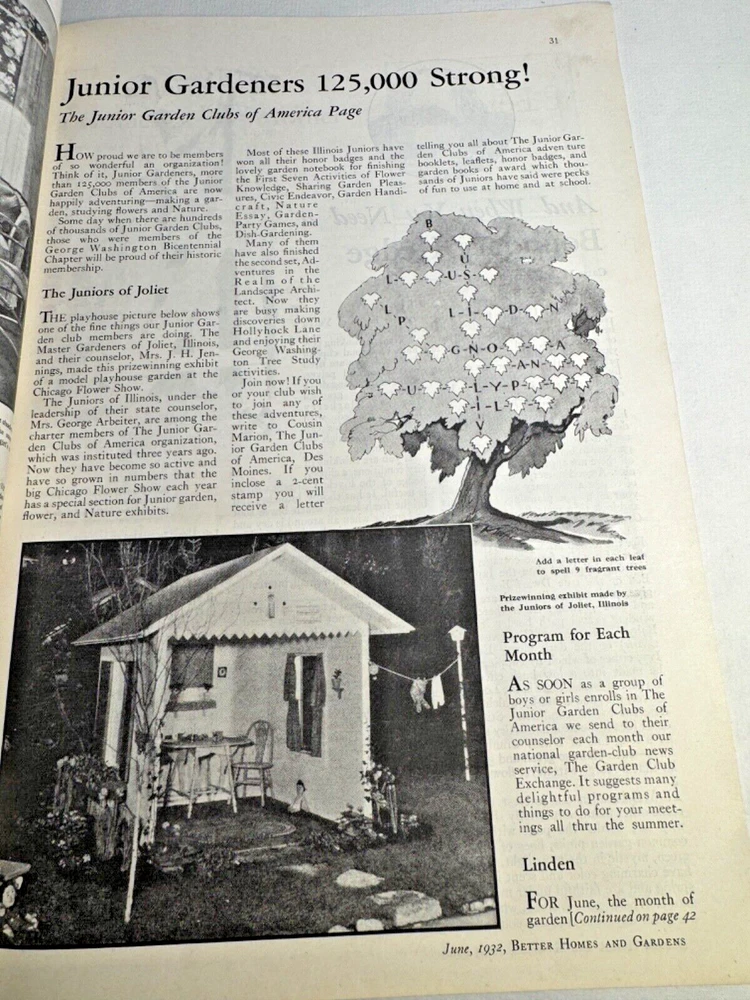 31
Junior Gardeners 125,000 Strong!
The Junior Garden Clubs of America Page
HOW proud we are to be members
of so wonderful an organization!
Think of it, Junior Gardeners, more
than 125,000 members of the Junior
Garden Clubs of America are now
happily adventuring—making a gar-
den, studying flowers and Nature.
Some day when there are hundreds
of thousands of Junior Garden Clubs,
those who were members of the
George Washington Bicentennial
Chapter will be proud of their historic
membership.
The Juniors of Joliet
THE playhouse picture below shows
one of the fine things our Junior Gar-
den club members are doing. The
Master Gardeners of Joliet, Illinois,
and their counselor, Mrs. J. H. Jen-
nings, made this prizewinning exhibit
of a model playhouse garden at the
Chicago Flower Show.
The Juniors of Illinois, under the
leadership of their state counselor,
Mrs. George Arbeiter, are among the
charter members of The Junior Gar-
den Clubs of America organization,
which was instituted three years ago.
Now they have become so active and
have so grown in numbers that the
big Chicago Flower Show each year
has a special section for Junior garden,
flower, and Nature exhibits.
Most of these Illinois Juniors have
won all their honor badges and the
lovely garden notebook for finishing
the First Seven Activities of Flower
Knowledge, Sharing Garden Pleas-
ures, Civic Endeavor, Garden Handi-
craft, Nature
Essay, Garden-
Party Games, and
Dish-Gardening.
Many of them
have also finished
the second set, Ad-
ventures in the
Realm of the
Landscape Archi-
tect. Now they
are busy making
discoveries down
Hollyhock Lane
and enjoying their
George Washing-
ton Tree Study
activities.
Join now! If you
or your club wish
to join any of
these adventures,
write to Cousin
Marion, The Jun-
ior Garden Clubs
of America, Des
Moines. If you
inclose a 2-cent
stamp you will
receive a letter
telling you all about The Junior Gar-
den Clubs of America adventure
booklets, leaflets, honor badges, and
garden books of award which thou-
sands of Juniors have said were pecks
of fun to use at home and at school.
B
U
L - U S -
L
P L - I - D - N
G - N - O - A
- A N -
J U - L - Y - P -
A - I - L -
V
Add a letter in each leaf
to spell 9 fragrant trees
Prizewinning exhibit made by
the Juniors of Joliet, Illinois
Program for Each
Month
AS SOON as a group of
boys or girls enrolls in The
Junior Garden Clubs of
America we send to their
counselor each month our
national garden-club news
service, The Garden Club
Exchange. It suggests many
delightful programs and
things to do for your meet-
ings all thru the summer.
Linden
FOR June, the month of
garden [Continued on page 42
June, 1932, BETTER HOMES AND GARDENS